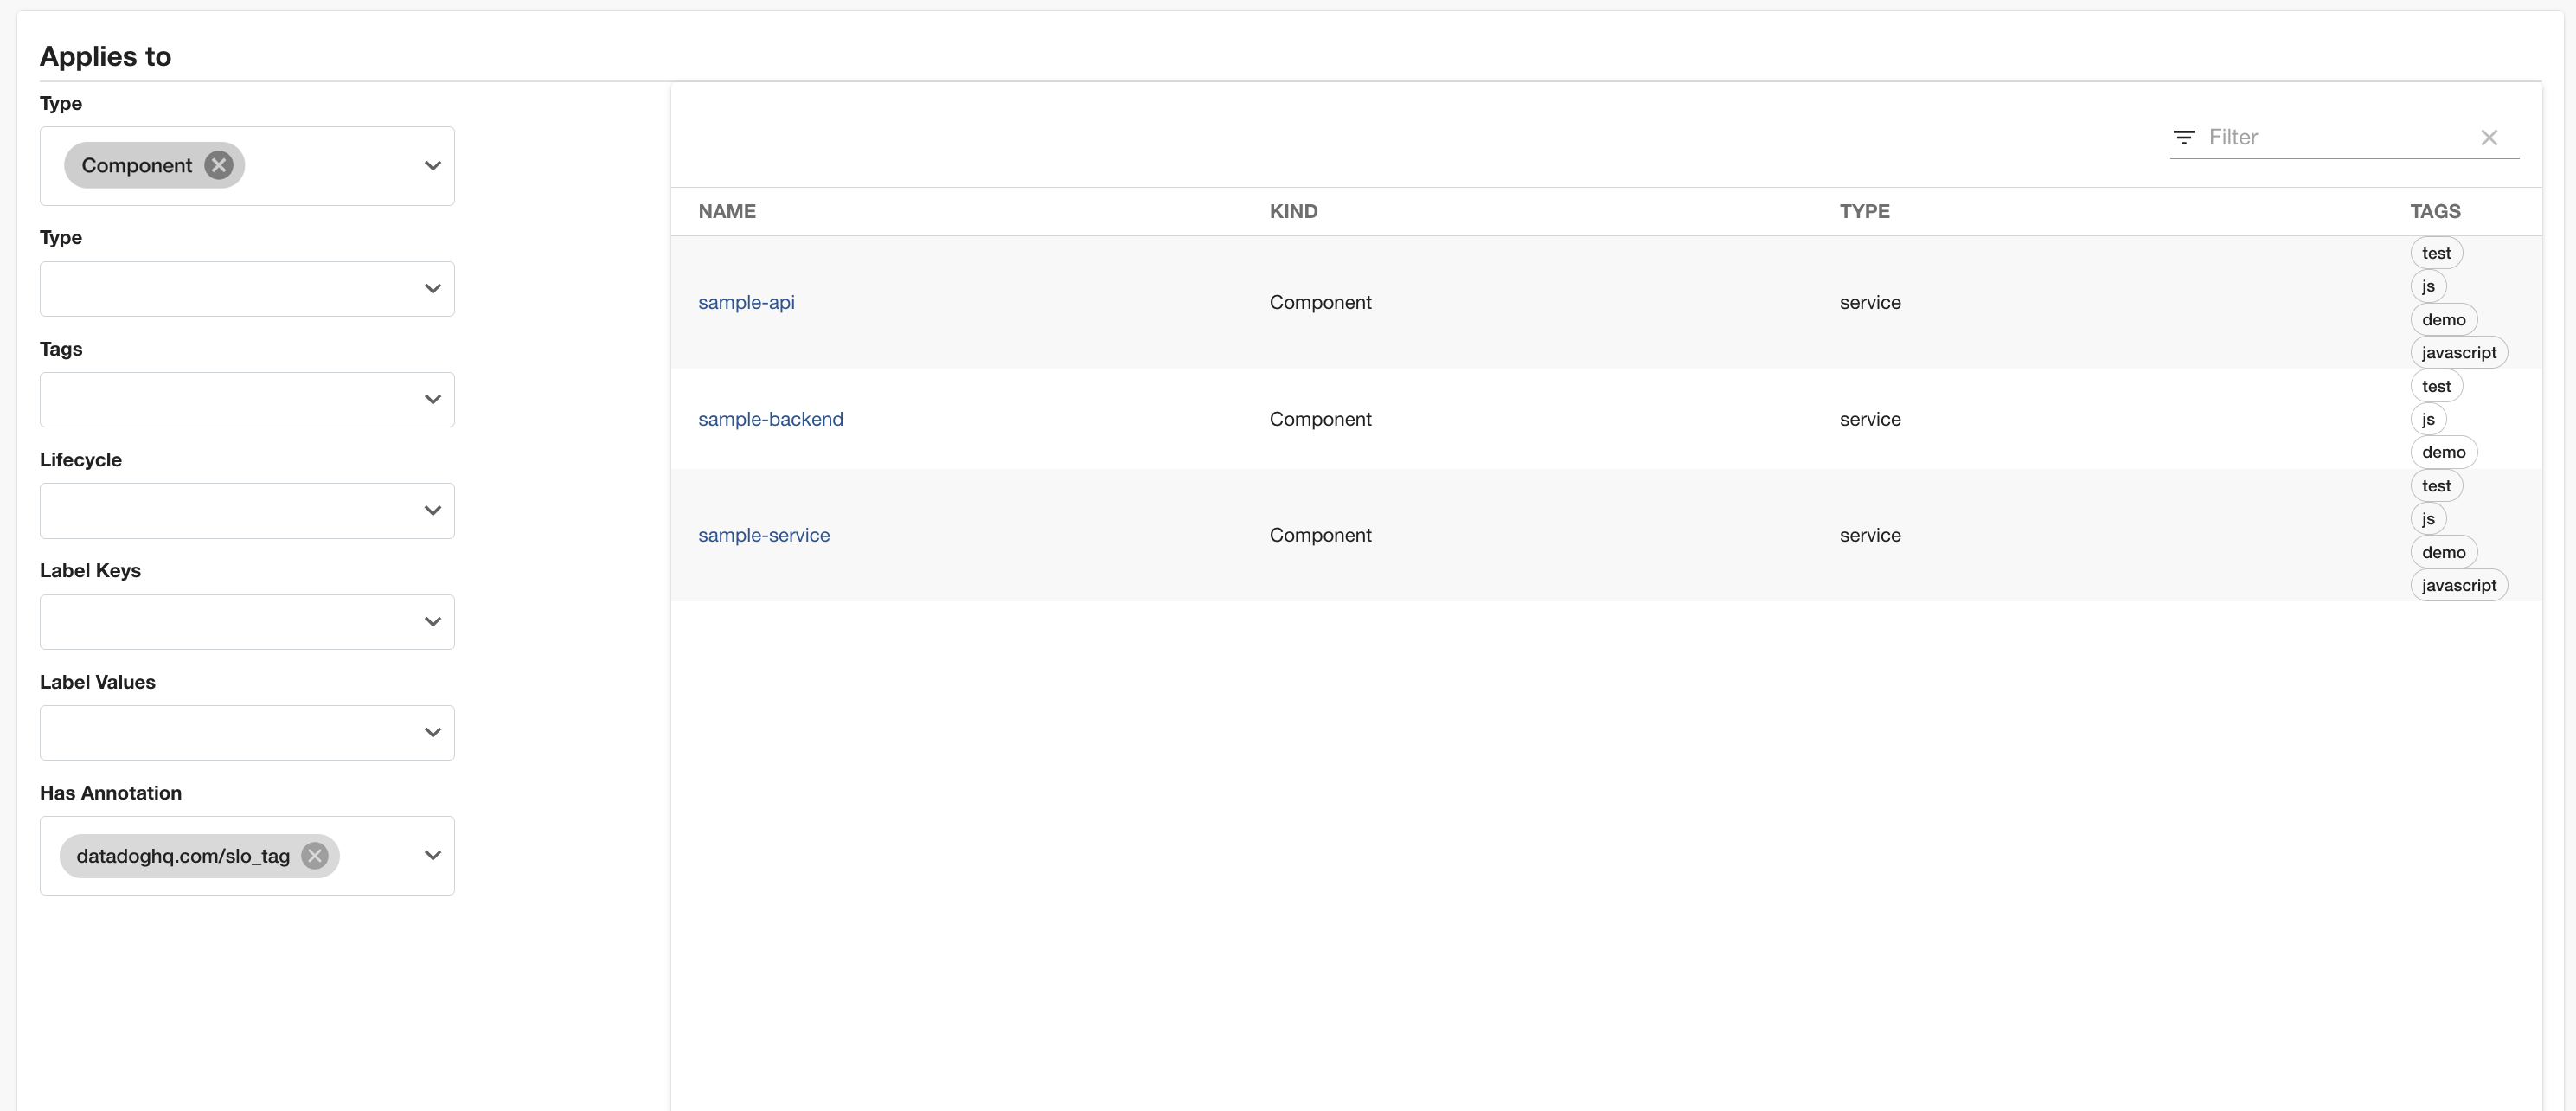 Applies to
Type
Component
Type
Tags
Lifecycle
Label Keys
Label Values
Has Annotation
datadoghq.com/slo_tag
Filter
NAME KIND TYPE TAGS
sample-api Component service
test
js
demo
javascript
sample-backend Component service
test
js
demo
sample-service Component service
test
js
demo
javascript